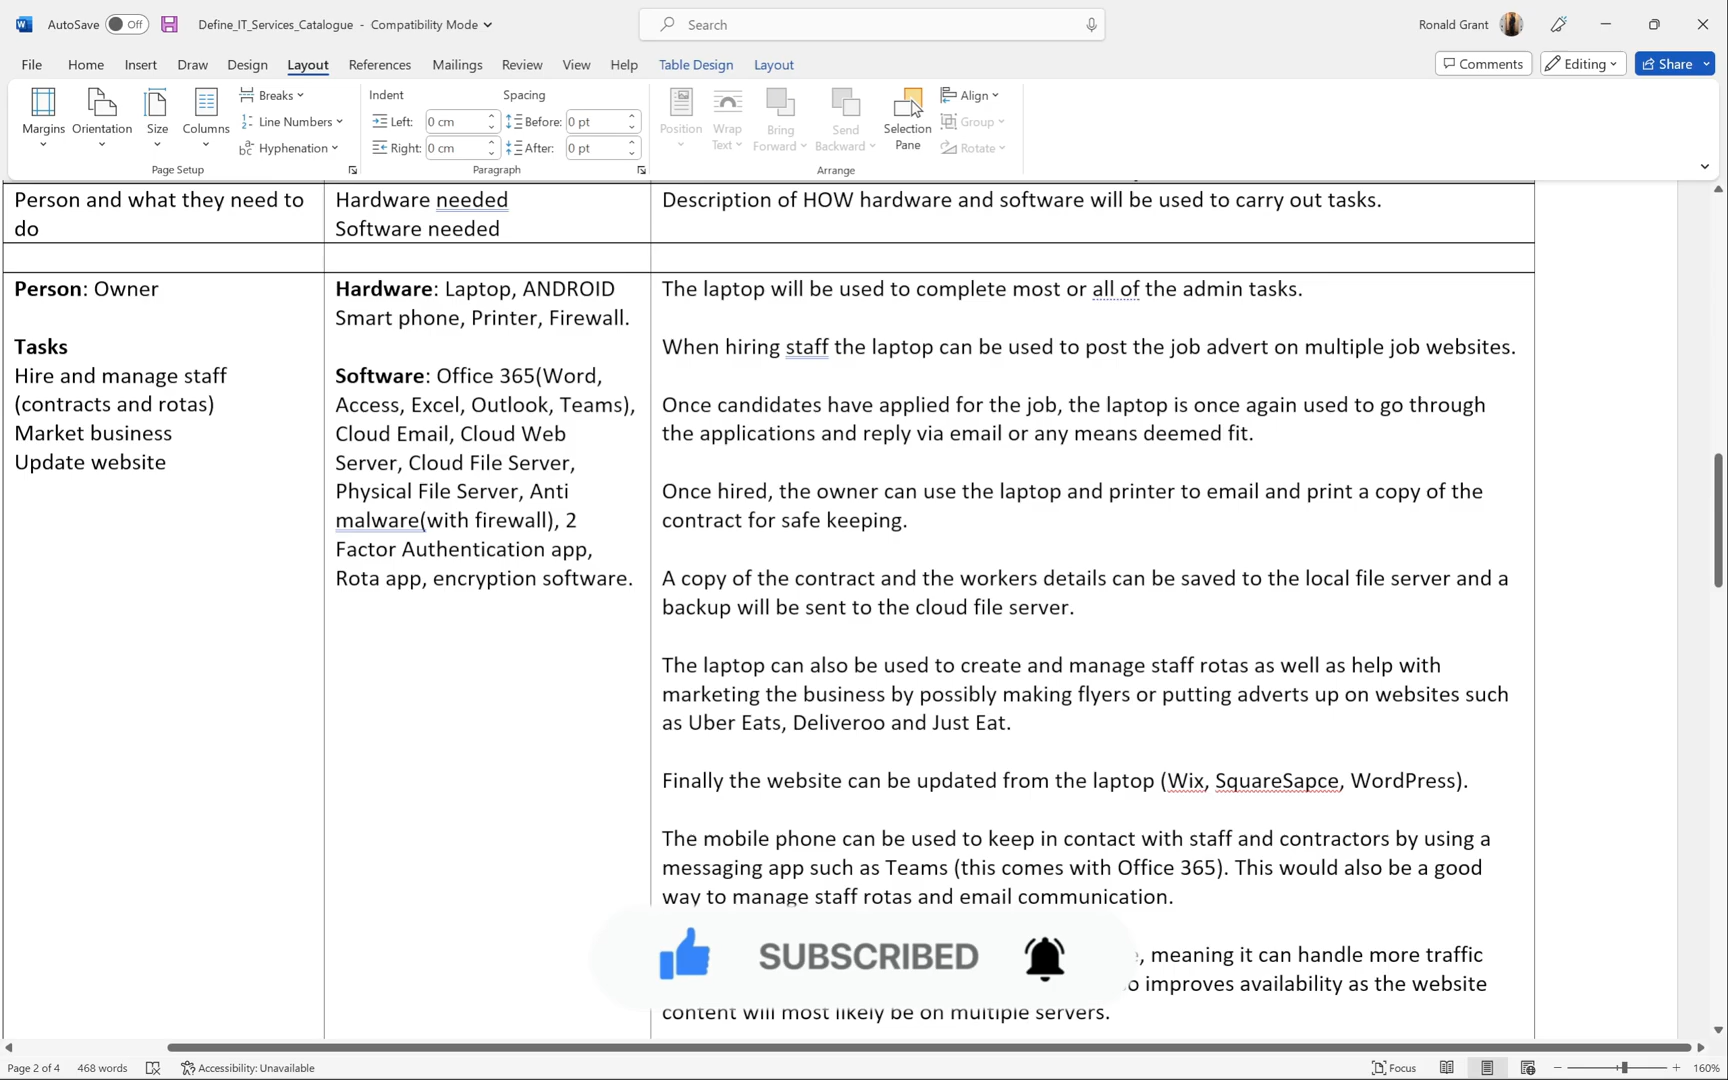 AutoSave Off Define_IT_Services_Catalogue - Compatibility Mode Search Ronald Grant
File Home Insert Draw Design Layout References Mailings Review View Help Table Design Layout Comments Editing Share
Margins Orientation Size Columns
Breaks
Line Numbers
Hyphenation
Page Setup
Indent Spacing
Left: 0 cm Before: 0 pt
Right: 0 cm After: 0 pt
Paragraph
Position
Wrap Text
Bring Forward
Send Backward
Selection Pane
Align
Group
Rotate
Arrange
Person and what they need to
do
Hardware needed
Software needed
Description of HOW hardware and software will be used to carry out tasks.
Person: Owner
Tasks
Hire and manage staff
(contracts and rotas)
Market business
Update website
Hardware: Laptop, ANDROID
Smart phone, Printer, Firewall.
Software: Office 365(Word,
Access, Excel, Outlook, Teams),
Cloud Email, Cloud Web
Server, Cloud File Server,
Physical File Server, Anti
malware(with firewall), 2
Factor Authentication app,
Rota app, encryption software.
The laptop will be used to complete most or all of the admin tasks.
When hiring staff the laptop can be used to post the job advert on multiple job websites.
Once candidates have applied for the job, the laptop is once again used to go through
the applications and reply via email or any means deemed fit.
Once hired, the owner can use the laptop and printer to email and print a copy of the
contract for safe keeping.
A copy of the contract and the workers details can be saved to the local file server and a
backup will be sent to the cloud file server.
The laptop can also be used to create and manage staff rotas as well as help with
marketing the business by possibly making flyers or putting adverts up on websites such
as Uber Eats, Deliveroo and Just Eat.
Finally the website can be updated from the laptop (Wix, SquareSapce, WordPress).
The mobile phone can be used to keep in contact with staff and contractors by using a
messaging app such as Teams (this comes with Office 365). This would also be a good
way to manage staff rotas and email communication.
, meaning it can handle more traffic
improves availability as the website
content will most likely be on multiple servers.
SUBSCRIBED
Page 2 of 4 468 words Accessibility: Unavailable Focus 160%